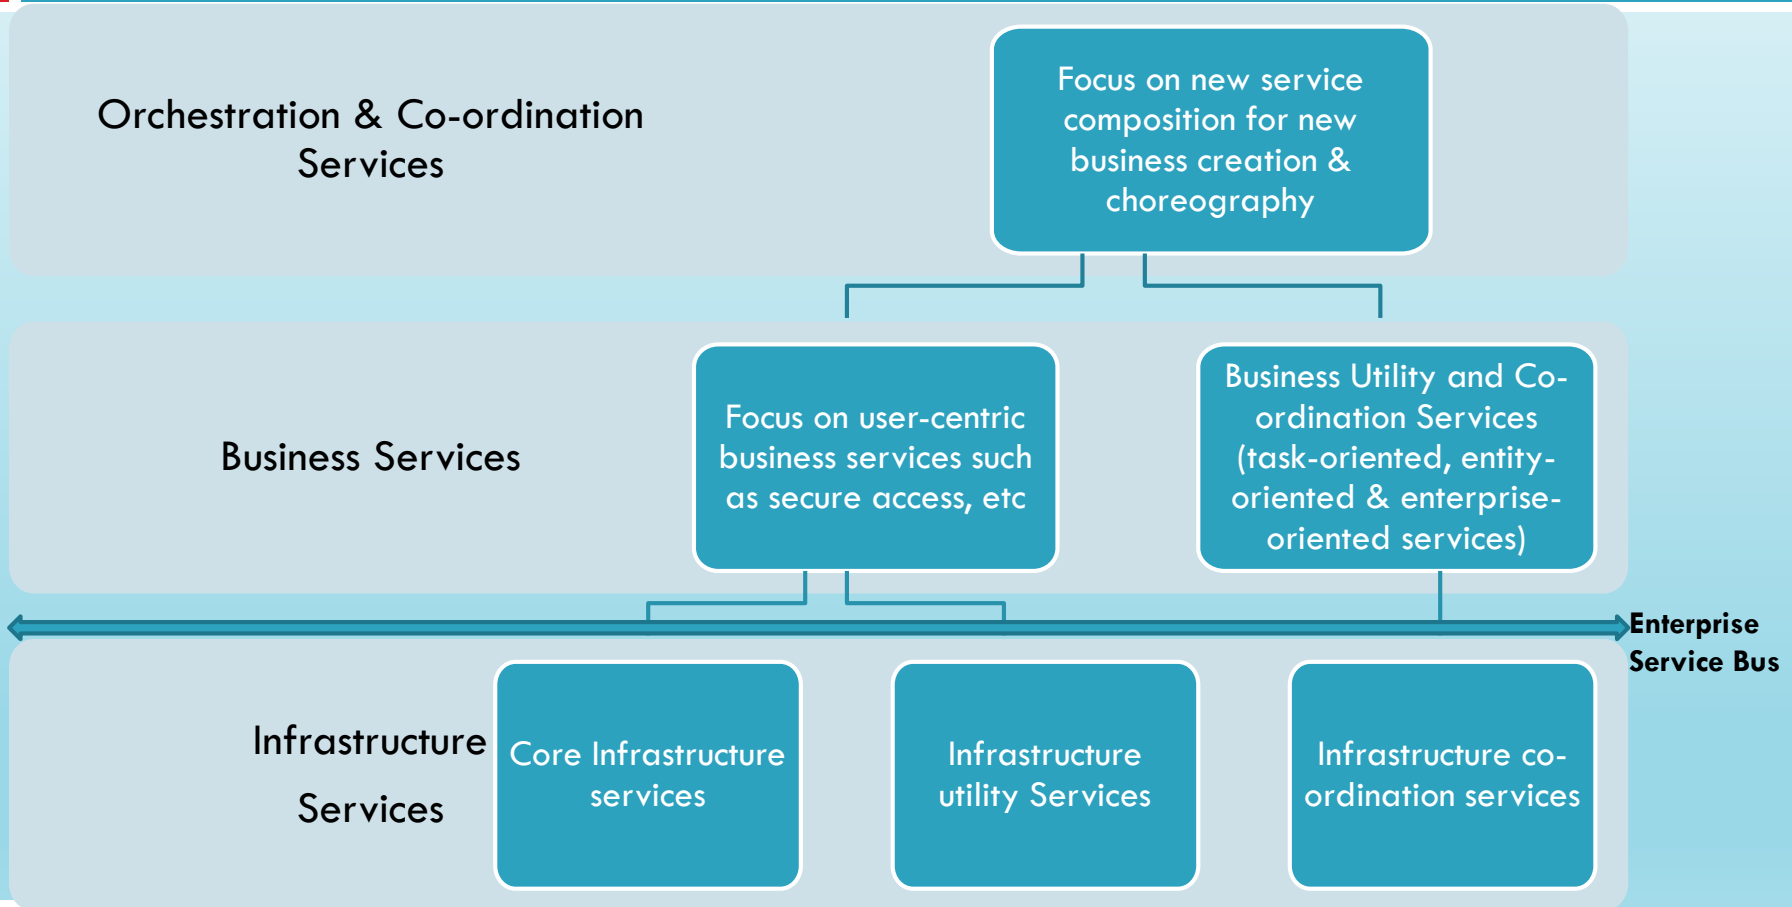 Orchestration & Co-ordination
Services
Focus on new service
composition for new
business creation &
choreography
Business Services
Focus on user-centric
business services such
as secure access, etc
Business Utility and Co-
ordination Services
(task-oriented, entity-
oriented & enterprise-
oriented services)
Enterprise
Service Bus
Infrastructure
Services
Core Infrastructure
services
Infrastructure
utility Services
Infrastructure co-
ordination services